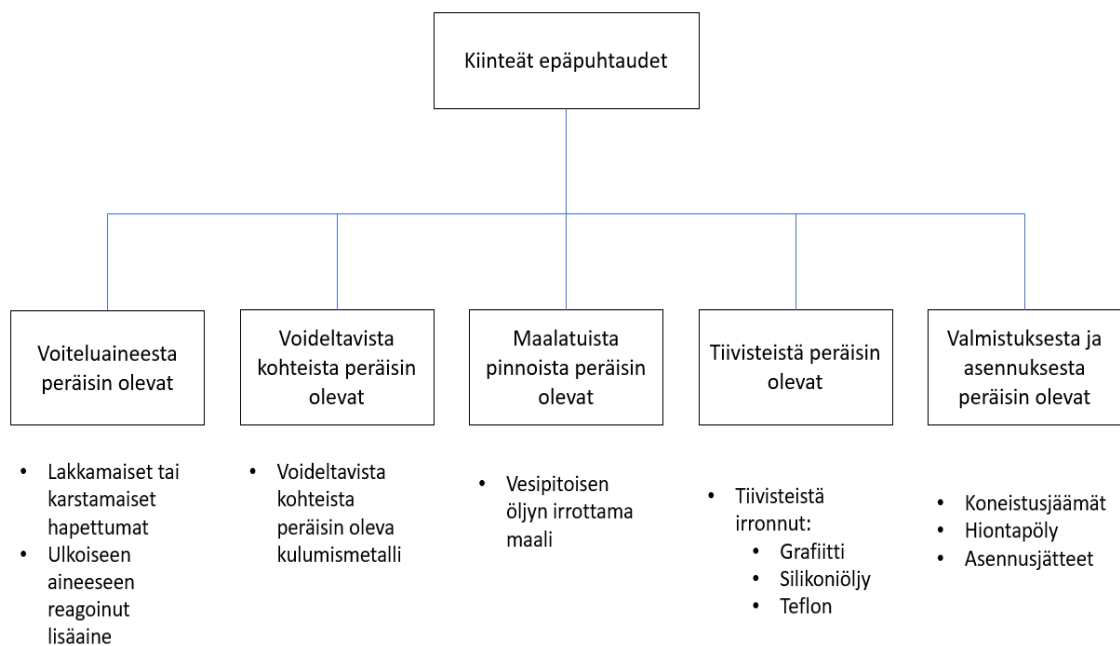 Kiinteät epäpuhtaudet
Voiteluaineesta
peräisin olevat
Voideltavista
kohteista peräisin
olevat
Maalatuista
pinnoista peräisin
olevat
Tiivisteistä peräisin
olevat
Valmistuksesta ja
asennuksesta
peräisin olevat
• Lakkamaiset tai
karstamaiset
hapettumat
• Ulkoiseen
aineeseen
reagoinut
lisäaine
• Voideltavista
kohteista
peräisin oleva
kulumismetalli
• Vesipitoisen
öljyn irrottama
maali
• Tiivisteistä
irronnut:
• Grafiitti
• Silikoniöljy
• Teflon
• Koneistusjäämät
• Hiontapöly
• Asennusjätteet